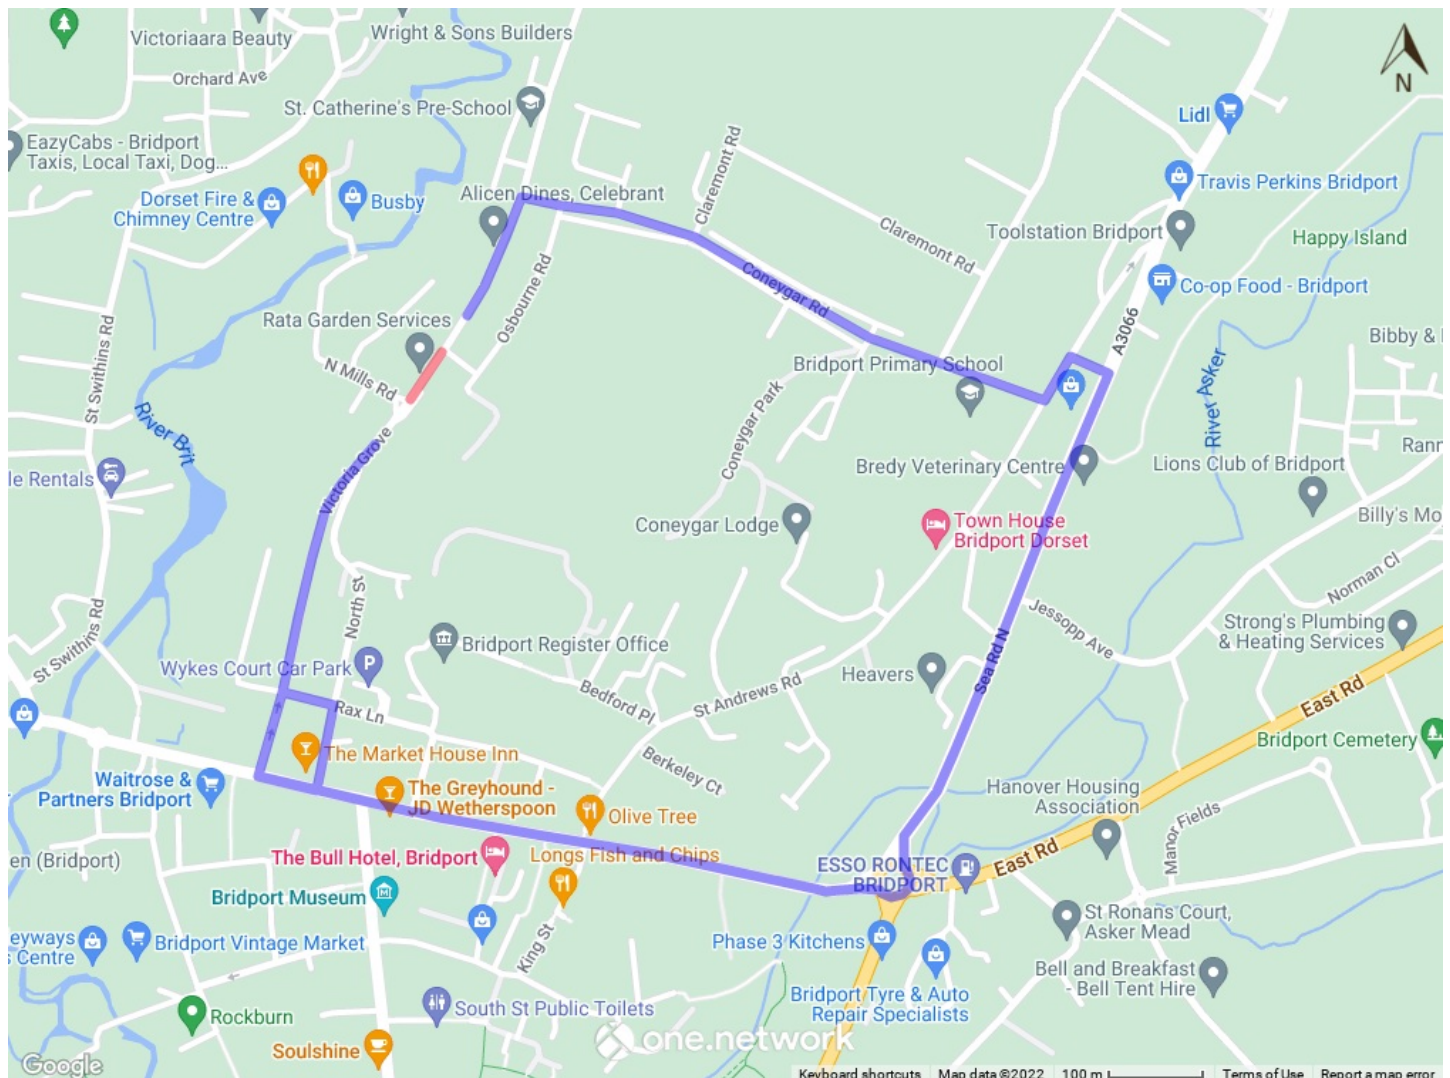 Victoriaara Beauty
Wright & Sons Builders
Orchard Ave
N
St. Catherine's Pre-School
Lidl
EazyCabs - Bridport
Taxis, Local Taxi, Dog...
Claremont Rd
Travis Perkins Bridport
Dorset Fire &
Chimney Centre
Busby
Alicen Dines, Celebrant
Claremont Rd
Toolstation Bridport
Happy Island
Coneygar Rd
Co-op Food - Bridport
Osbourne Rd
Rata Garden Services
A3066
Bibby &
St Swithins Rd
N Mills Rd
Bridport Primary School
River Asker
River Brit
Coneygar Park
Victoria Grove
Bredy Veterinary Centre
Lions Club of Bridport
Rann
le Rentals
Coneygar Lodge
Town House
Bridport Dorset
Billy's Mo
Norman Cl
North St
St Swithins Rd
Jessopp Ave
Strong's Plumbing
& Heating Services
Bridport Register Office
Wykes Court Car Park
Sea Rd N
Heavers
Bedford Pl
St Andrews Rd
East Rd
Rax Ln
The Market House Inn
Berkeley Ct
Bridport Cemetery
Waitrose &
Partners Bridport
The Greyhound -
JD Wetherspoon
Hanover Housing
Association
Olive Tree
Manor Fields
en (Bridport)
The Bull Hotel, Bridport
Longs Fish and Chips
East Rd
ESSO RONTEC
BRIDPORT
Bridport Museum
St Ronans Court,
Asker Mead
eyways
s Centre
Bridport Vintage Market
King St
Phase 3 Kitchens
Bell and Breakfast
- Bell Tent Hire
Bridport Tyre & Auto
Repair Specialists
South St Public Toilets
Rockburn
one.network
Soulshine
Google
Keyboard shortcuts
Map data ©2022
100 m
Terms of Use
Report a map error